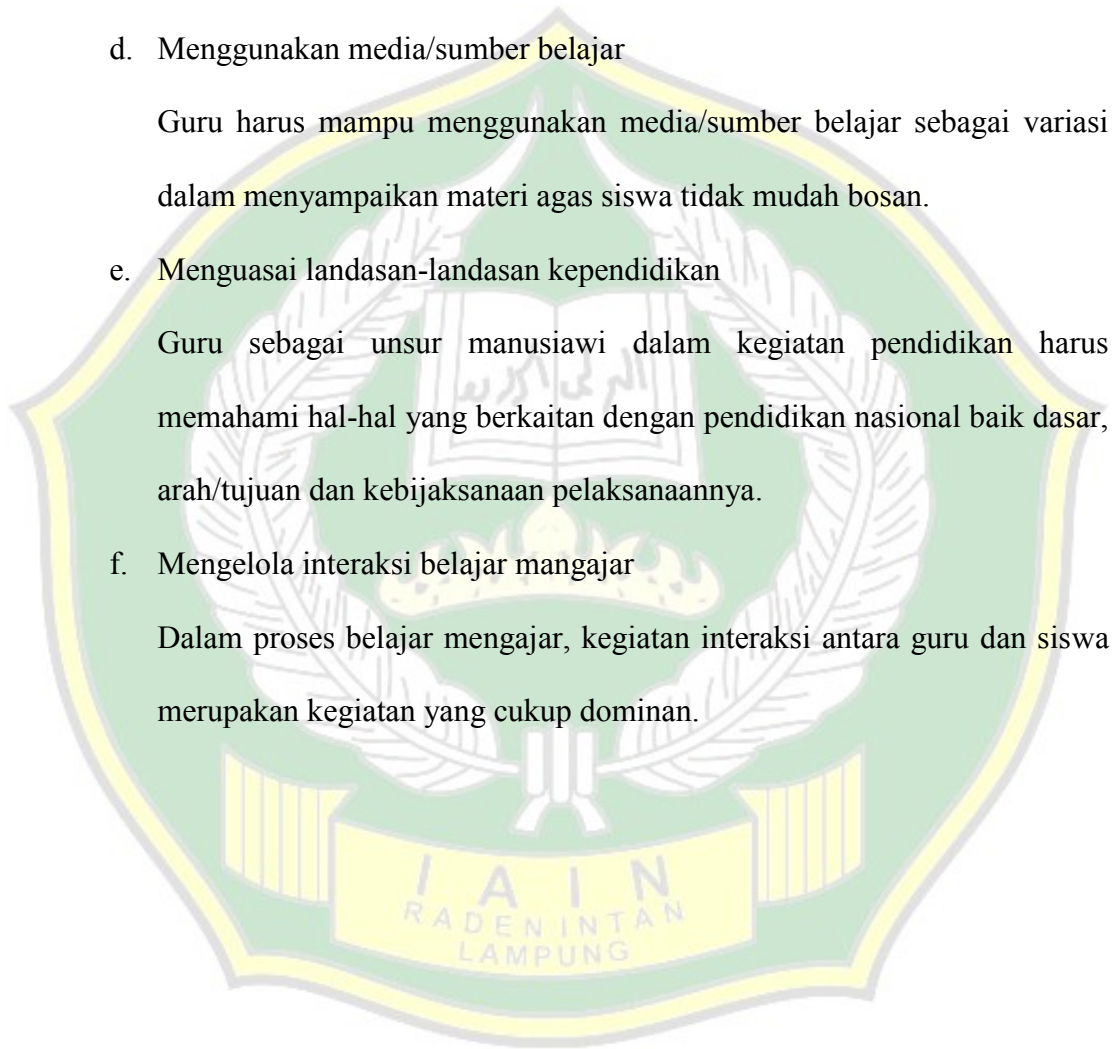 d. Menggunakan media/sumber belajar
Guru harus mampu menggunakan media/sumber belajar sebagai variasi
dalam menyampaikan materi agas siswa tidak mudah bosan.
e. Menguasai landasan-landasan kependidikan
Guru sebagai unsur manusiawi dalam kegiatan pendidikan harus
memahami hal-hal yang berkaitan dengan pendidikan nasional baik dasar,
arah/tujuan dan kebijaksanaan pelaksanaannya.
f. Mengelola interaksi belajar mangajar
Dalam proses belajar mengajar, kegiatan interaksi antara guru dan siswa
merupakan kegiatan yang cukup dominan.
IAIN
RADEN INTAN
LAMPUNG